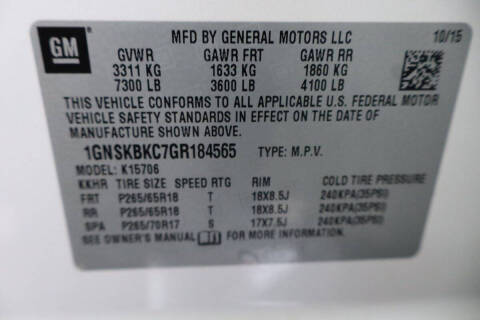 GM
MFD BY GENERAL MOTORS LLC 10/15
GVWR GAWR FRT GAWR RR
3311 KG 1633 KG 1860 KG
7300 LB 3600 LB 4100 LB
THIS VEHICLE CONFORMS TO ALL APPLICABLE U.S. FEDERAL MOTOR
VEHICLE SAFETY STANDARDS IN EFFECT ON THE DATE OF
MANUFACTURE SHOWN ABOVE.
1GNSKBKC7GR184565 TYPE: M.P.V.
MODEL: K15706
KKHR TIRE SIZE SPEED RTG RIM COLD TIRE PRESSURE
FRT P265/65R18 T 18X8.5J 240KPA(35PSI)
RR P265/65R18 T 18X8.5J 240KPA(35PSI)
SPA P265/70R17 S 17X7.5J 240KPA(35PSI)
SEE OWNER'S MANUAL FOR MORE INFORMATION.